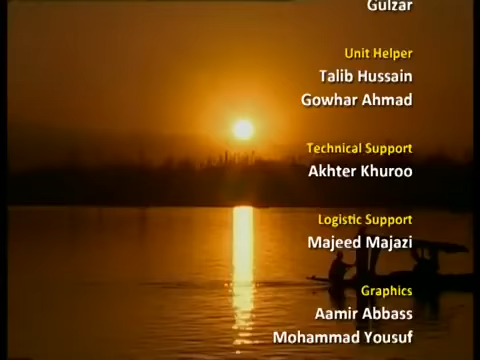 Gulzar
Unit Helper
Talib Hussain
Gowhar Ahmad
Technical Support
Akhter Khuroo
Logistic Support
Majeed Majazi
Graphics
Aamir Abbass
Mohammad Yousuf